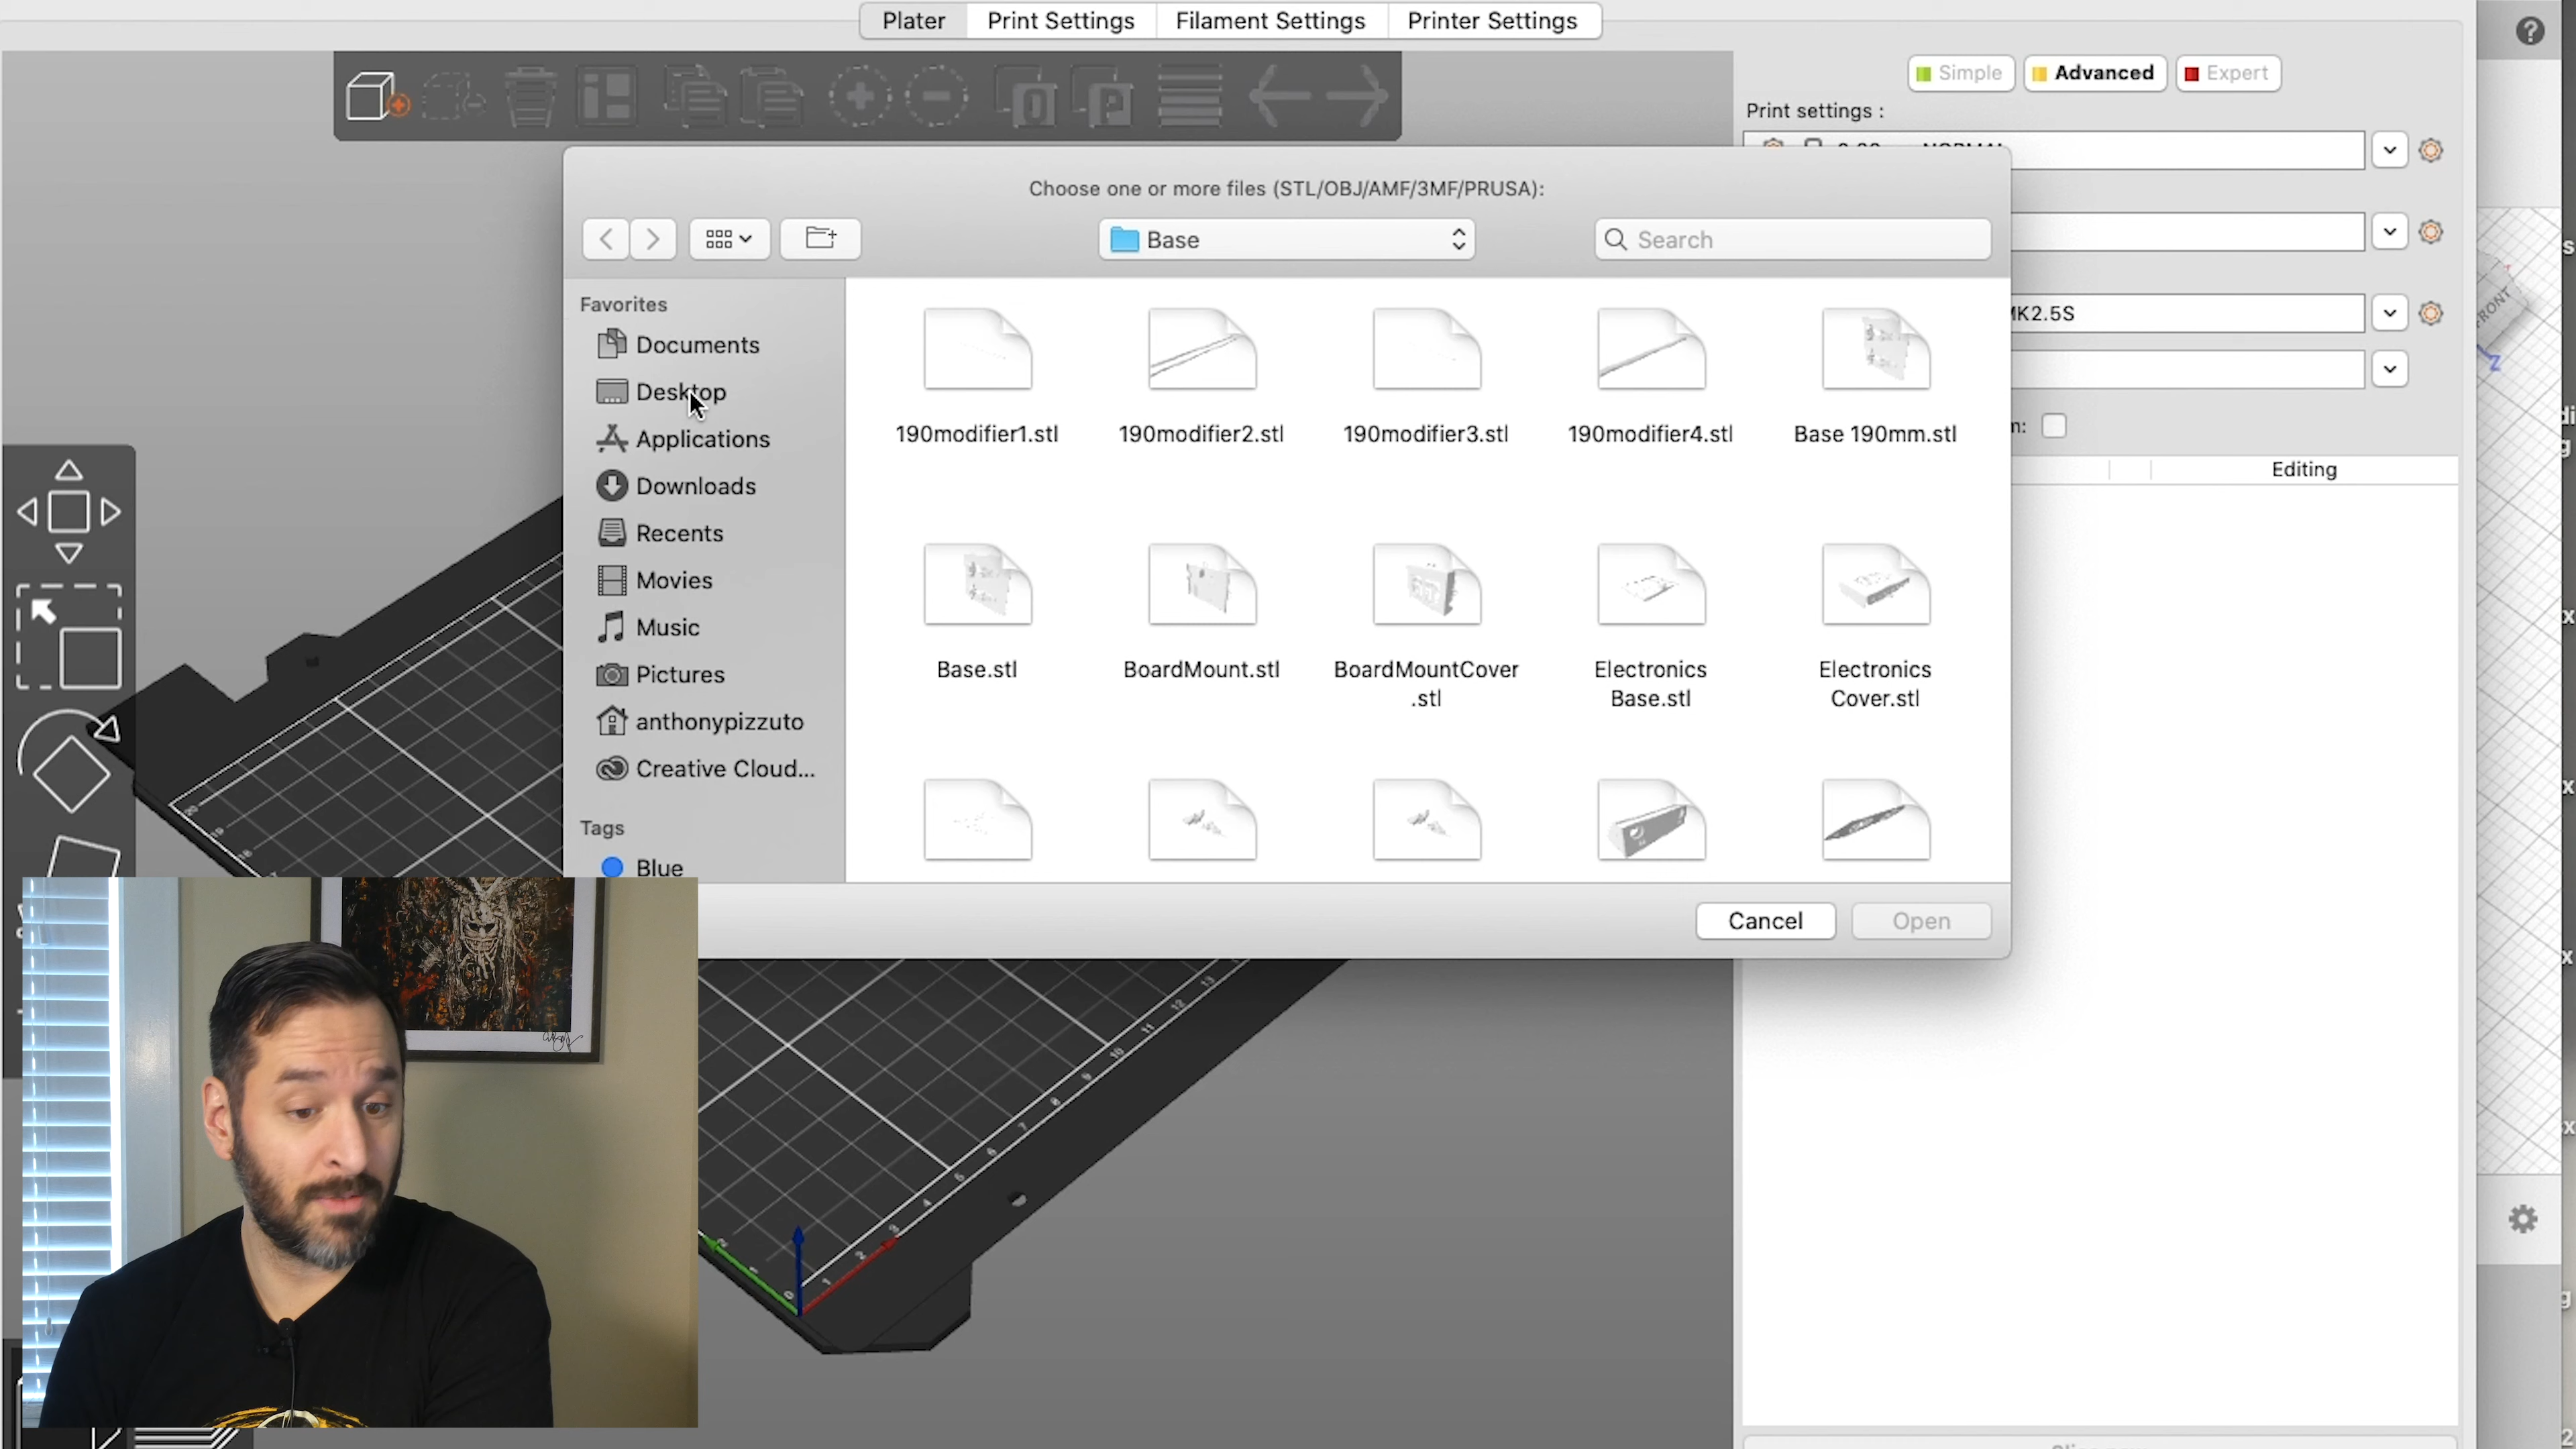 Plater
Print Settings
Filament Settings
Printer Settings
Simple
Advanced
Expert
Print settings :
Choose one or more files (STL/OBJ/AMF/3MF/PRUSA):
Base
Search
MK2.5S
Editing
Favorites
Documents
Desktop
Applications
Downloads
Recents
Movies
Music
Pictures
anthonypizzuto
Creative Cloud...
Tags
Blue
190modifier1.stl
190modifier2.stl
190modifier3.stl
190modifier4.stl
Base 190mm.stl
Base.stl
BoardMount.stl
BoardMountCover
.stl
Electronics
Base.stl
Electronics
Cover.stl
Cancel
Open
FRONT
Z